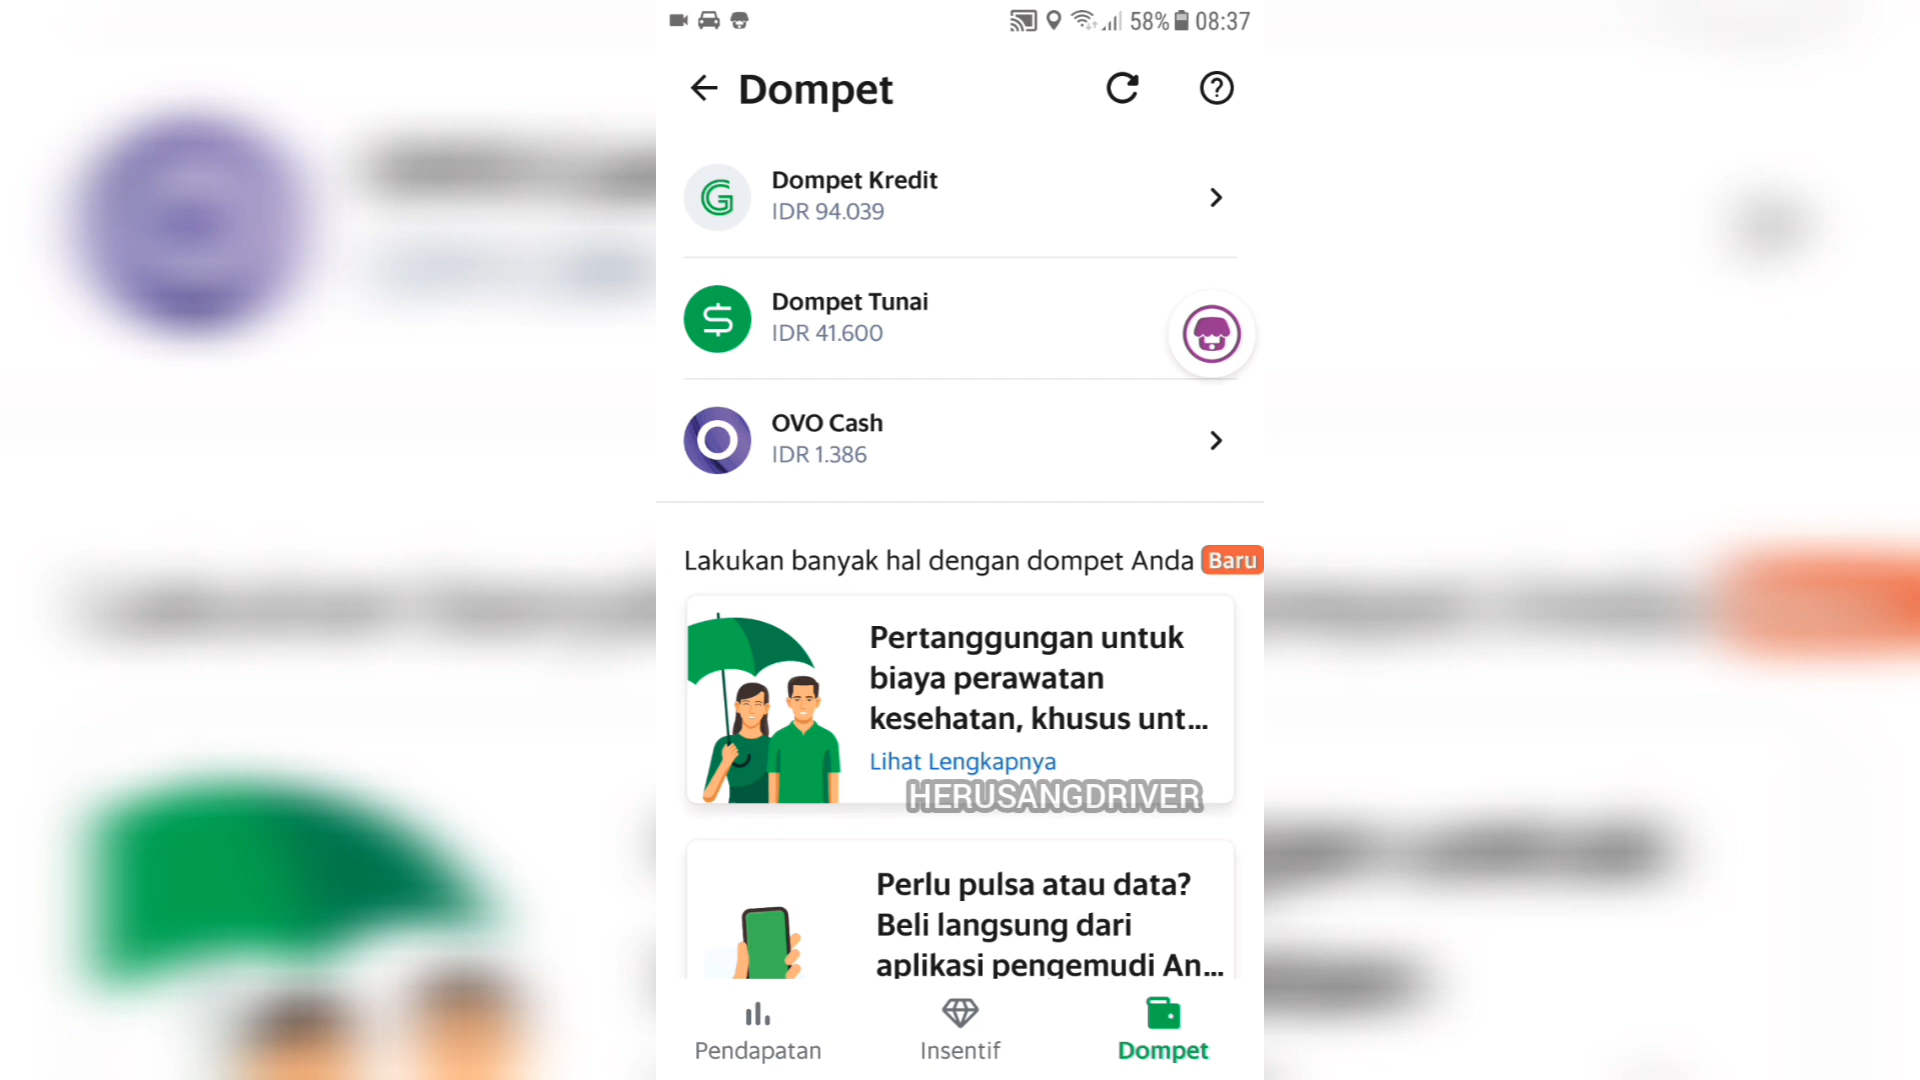 58% 08:37
Dompet
Dompet Kredit
IDR 94.039
Dompet Tunai
IDR 41.600
OVO Cash
IDR 1.386
Lakukan banyak hal dengan dompet Anda Baru
Pertanggungan untuk
biaya perawatan
kesehatan, khusus unt...
Lihat Lengkapnya
HERUSANGDRIVER
Perlu pulsa atau data?
Beli langsung dari
aplikasi pengemudi An...
Pendapatan Insentif Dompet